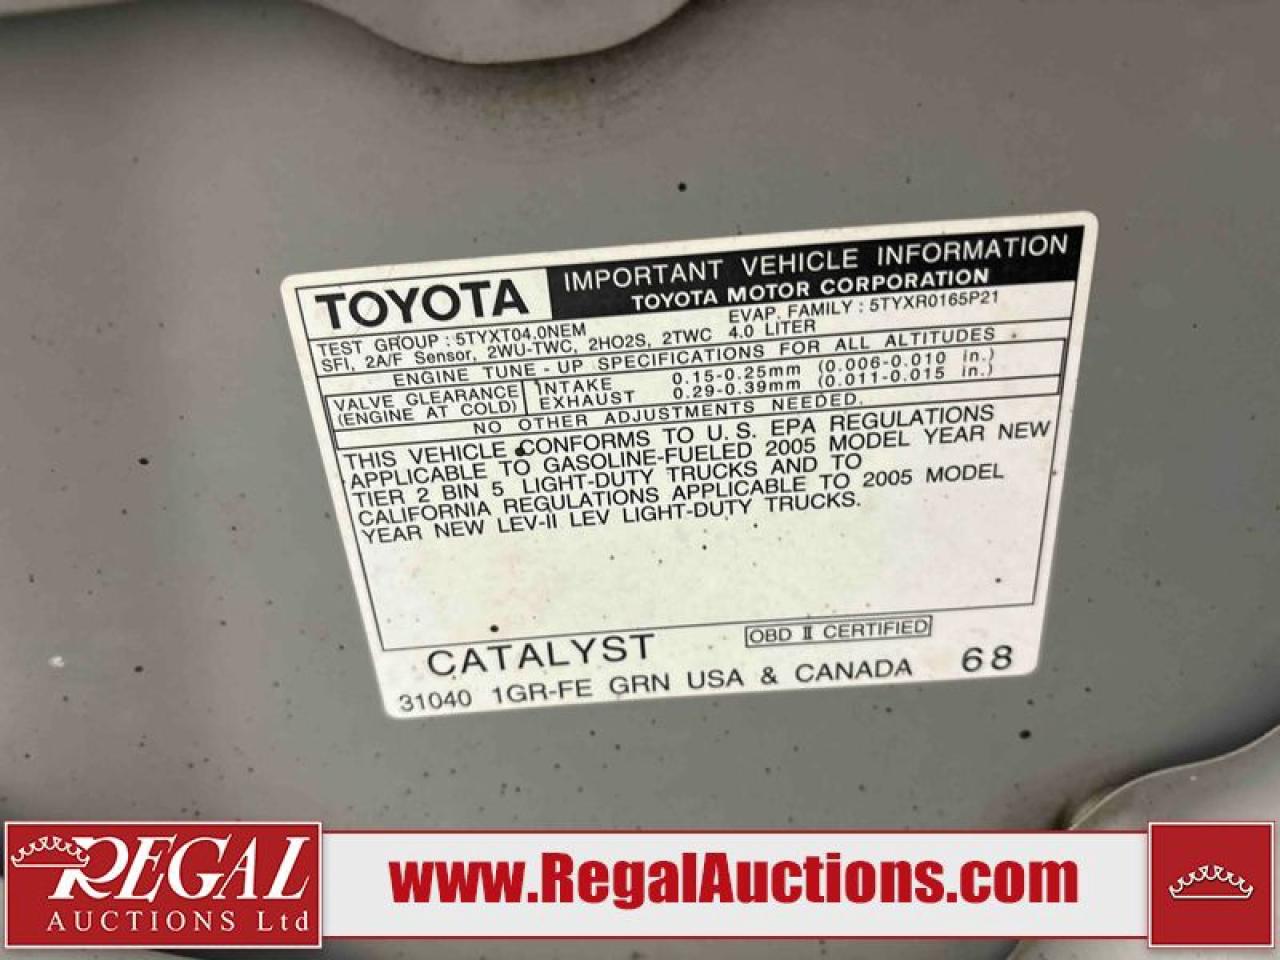 TOYOTA
IMPORTANT VEHICLE INFORMATION
TOYOTA MOTOR CORPORATION
TEST GROUP : 5TYXT04.0NEM EVAP. FAMILY : 5TYXR0165P21
SFI, 2A/F Sensor, 2WU-TWC, 2HO2S, 2TWC 4.0 LITER
ENGINE TUNE - UP SPECIFICATIONS FOR ALL ALTITUDES
VALVE CLEARANCE INTAKE 0.15-0.25mm (0.006-0.010 in.)
(ENGINE AT COLD) EXHAUST 0.29-0.39mm (0.011-0.015 in.)
NO OTHER ADJUSTMENTS NEEDED.
THIS VEHICLE CONFORMS TO U.S. EPA REGULATIONS
APPLICABLE TO GASOLINE-FUELED 2005 MODEL YEAR NEW
TIER 2 BIN 5 LIGHT-DUTY TRUCKS AND TO
CALIFORNIA REGULATIONS APPLICABLE TO 2005 MODEL
YEAR NEW LEV-II LEV LIGHT-DUTY TRUCKS.
CATALYST OBD II CERTIFIED
31040 1GR-FE GRN USA & CANADA 68
REGAL
AUCTIONS Ltd
www.RegalAuctions.com